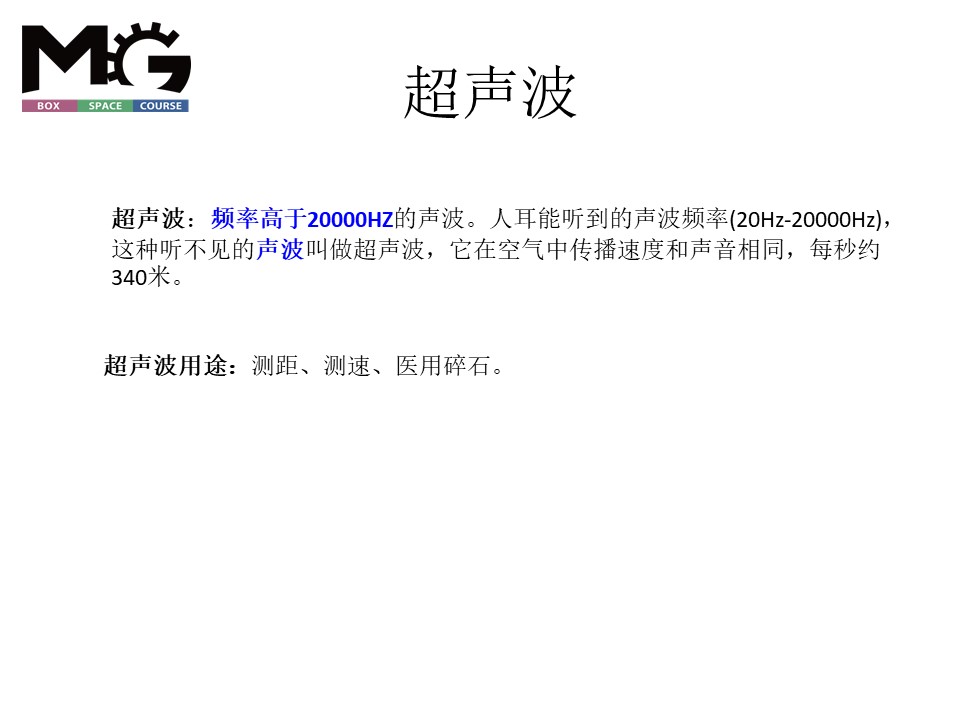 MG
BOX SPACE COURSE
超声波
超声波：频率高于20000HZ的声波。人耳能听到的声波频率(20Hz-20000Hz)，
这种听不见的声波叫做超声波，它在空气中传播速度和声音相同，每秒约
340米。
超声波用途：测距、测速、医用碎石。